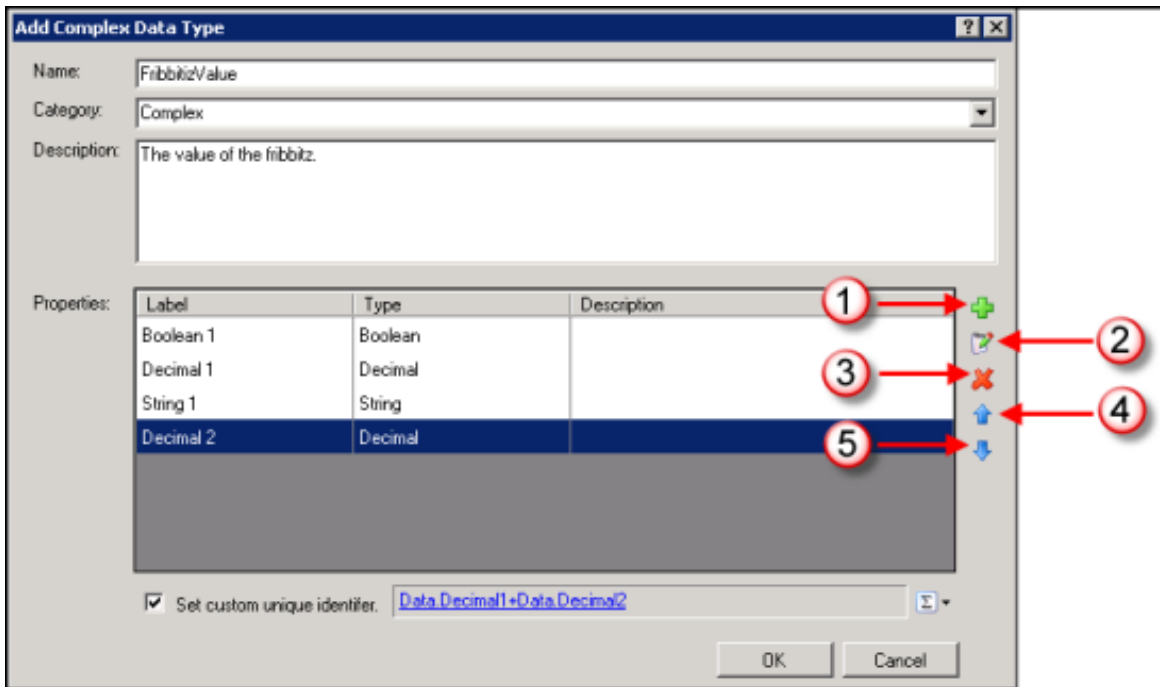 Add Complex Data Type
Name: FribbitizValue
Category: Complex
Description: The value of the fribbitz.
Properties: Label Type Description
1
Boolean 1 Boolean
2
Decimal 1 Decimal
3
String 1 String
4
Decimal 2 Decimal
5
Set custom unique identifer. Data.Decimal1+Data.Decimal2 Σ
OK Cancel